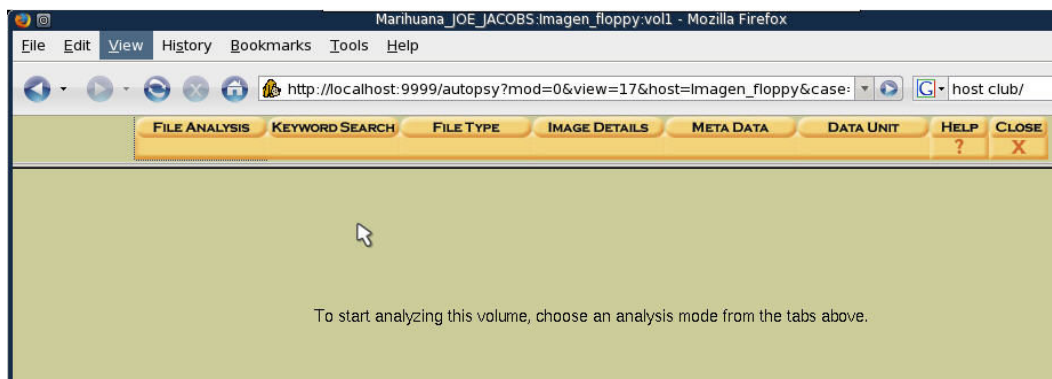 Marihuana_JOE_JACOBS:Imagen_floppy:vol1 - Mozilla Firefox
File Edit View History Bookmarks Tools Help
http://localhost:9999/autopsy?mod=0&view=17&host=Imagen_floppy&case= G host club/
FILE ANALYSIS KEYWORD SEARCH FILE TYPE IMAGE DETAILS META DATA DATA UNIT HELP CLOSE
? X
To start analyzing this volume, choose an analysis mode from the tabs above.